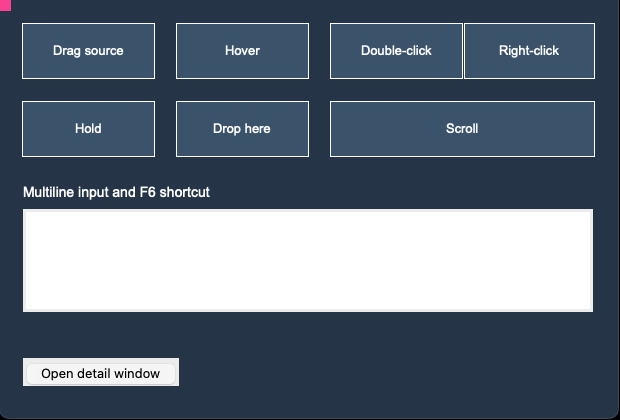 Drag source
Hover
Double-click
Right-click
Hold
Drop here
Scroll
Multiline input and F6 shortcut
Open detail window